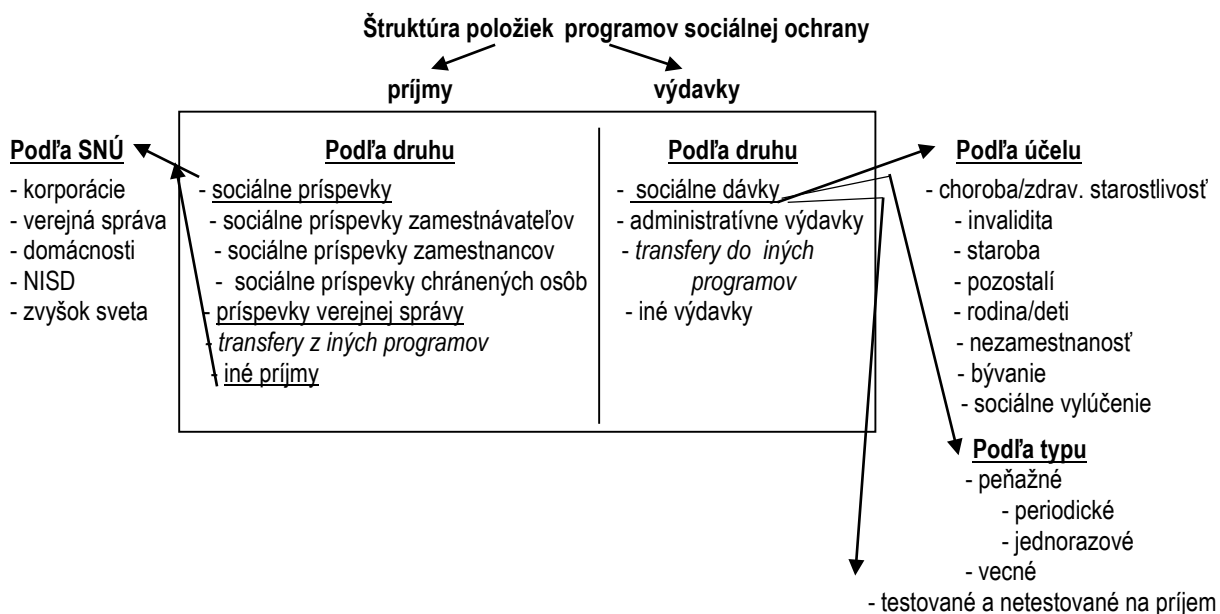 Štruktúra položiek programov sociálnej ochrany
príjmy
výdavky
Podľa SNÚ
- korporácie
- verejná správa
- domácnosti
- NISD
- zvyšok sveta
Podľa druhu
- sociálne príspevky
- sociálne príspevky zamestnávateľov
- sociálne príspevky zamestnancov
- sociálne príspevky chránených osôb
- príspevky verejnej správy
- transfery z iných programov
- iné príjmy
Podľa druhu
- sociálne dávky
- administratívne výdavky
- transfery do iných
programov
- iné výdavky
Podľa účelu
- choroba/zdrav. starostlivosť
- invalidita
- staroba
- pozostalí
- rodina/deti
- nezamestnanosť
- bývanie
- sociálne vylúčenie
Podľa typu
- peňažné
- periodické
- jednorazové
- vecné
- testované a netestované na príjem